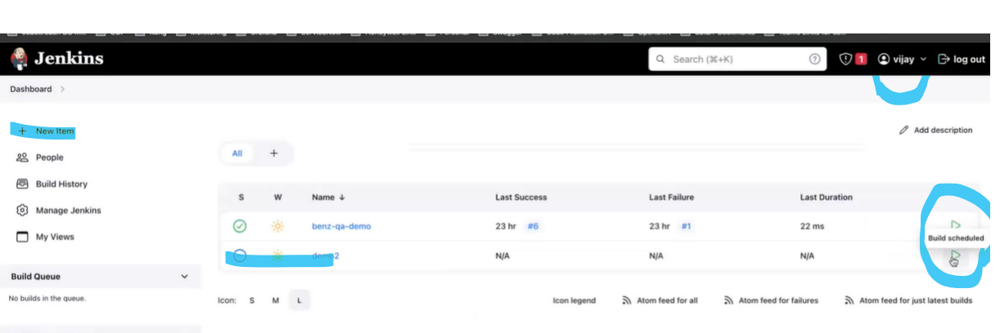 Jenkins
Search (⌘+K)
1
vijay
log out
Dashboard
+ New Item
Add description
People
All +
Build History
S W Name ↓ Last Success Last Failure Last Duration
Manage Jenkins
benz-qa-demo 23 hr #6 23 hr #1 22 ms
My Views
Build scheduled
demo2 N/A N/A N/A
Build Queue
No builds in the queue.
Icon: S M L
Icon legend
Atom feed for all
Atom feed for failures
Atom feed for just latest builds